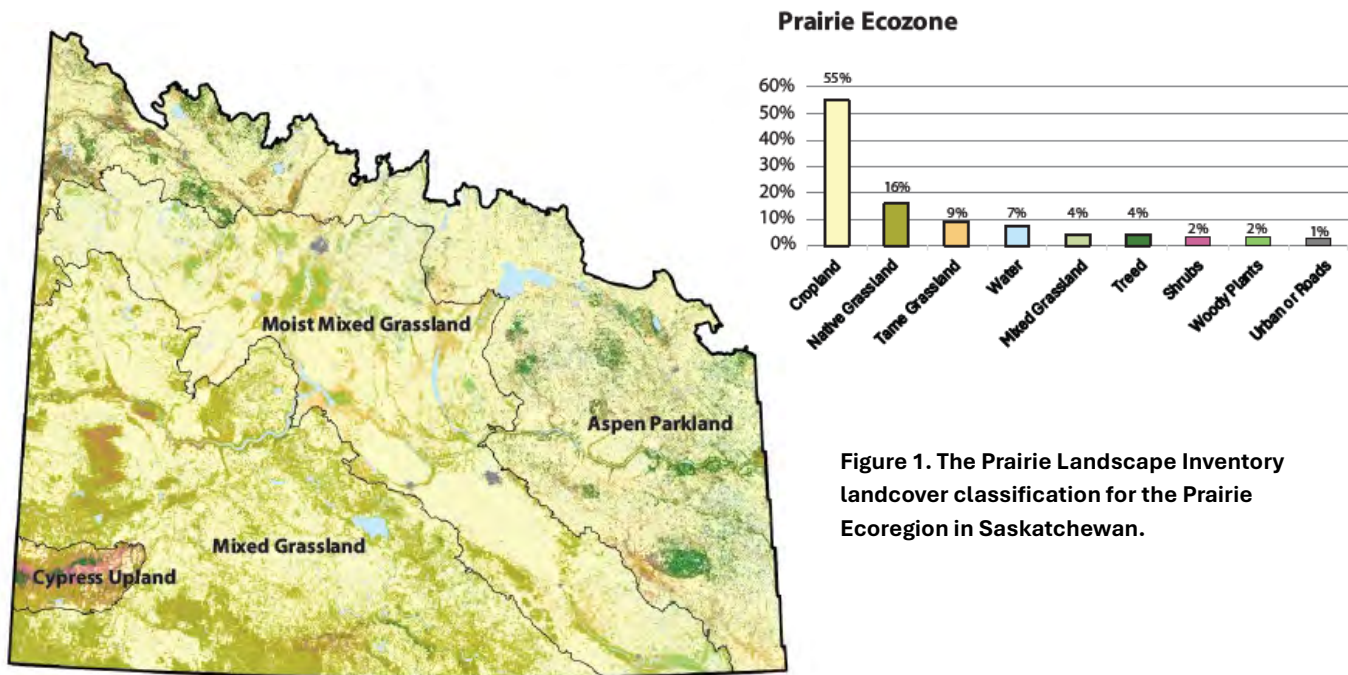 Prairie Ecozone
60%
50%
40%
30%
20%
10%
0%
55%
16%
9%
7%
4%
4%
2%
2%
1%
Cropland
Native Grassland
Tame Grassland
Water
Mixed Grassland
Treed
Shrubs
Woody Plants
Urban or Roads
Moist Mixed Grassland
Aspen Parkland
Mixed Grassland
Cypress Upland
Figure 1. The Prairie Landscape Inventory
landcover classification for the Prairie
Ecoregion in Saskatchewan.